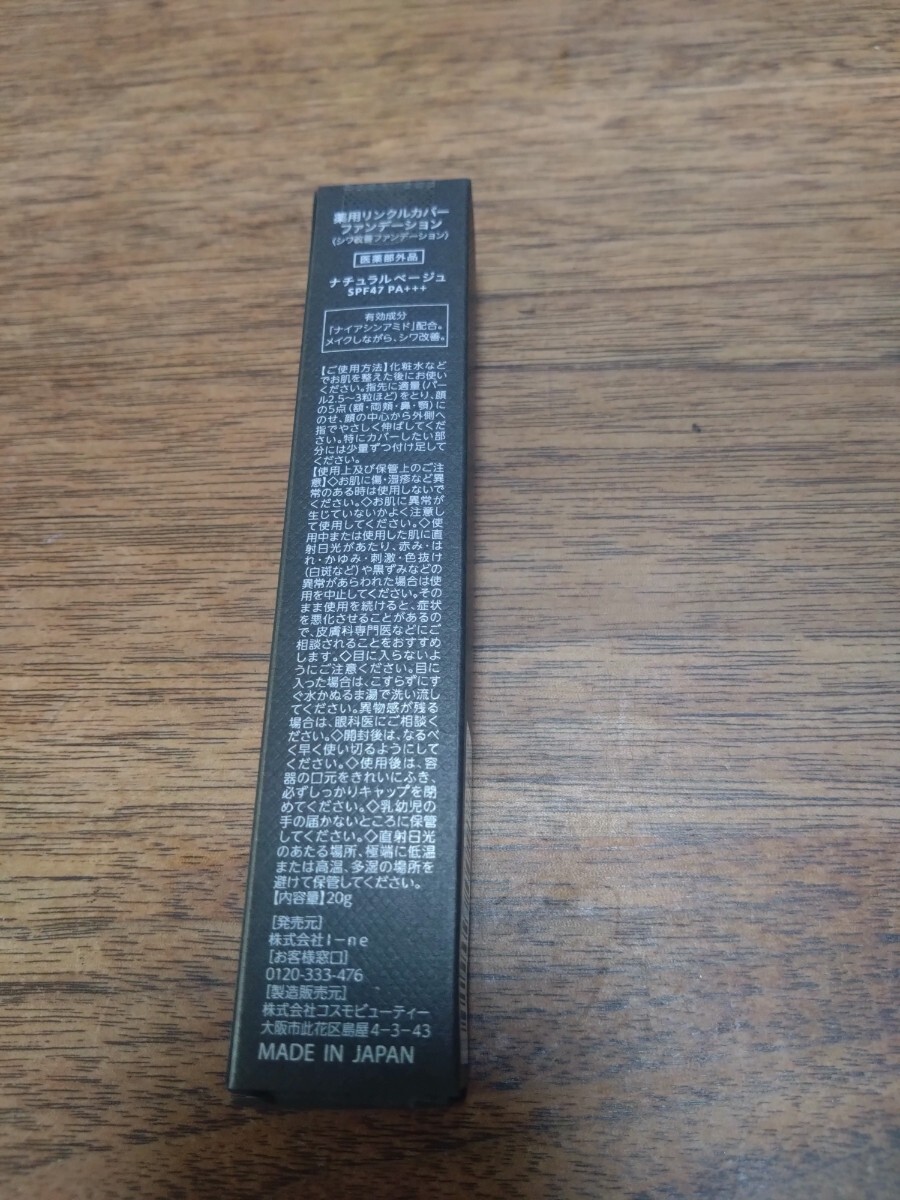 薬用リンクルカバー
ファンデーション
(シワ改善ファンデーション)
医薬部外品
ナチュラルベージュ
SPF47 PA+++
有効成分
「ナイアシンアミド」配合。
メイクしながら、シワ改善。
【ご使用方法】化粧水など
でお肌を整えた後にお使い
ください。指先に適量(パー
ル2.5〜3粒ほど)をとり、顔
の5点(額・両頬・鼻・顎)に
のせ、顔の中心から外側へ
指でやさしく伸ばしてくだ
さい。特にカバーしたい部
分には少量ずつ付け足して
ください。
【使用上及び保管上のご注
意】◇お肌に傷・湿疹など異
常のある時は使用しないで
ください。◇お肌に異常が
生じていないかよく注意し
て使用してください。◇使
用中または使用した肌に直
射日光があたり、赤み・は
れ・かゆみ・刺激・色抜け
(白斑など)や黒ずみなどの
異常があらわれた場合は使
用を中止してください。その
まま使用を続けると、症状
を悪化させることがあるの
で、皮膚科専門医などにご
相談されることをおすすめ
します。◇目に入らないよ
うにご注意ください。目に
入った場合は、こすらずにす
ぐ水かぬるま湯で洗い流し
てください。異物感が残る
場合は、眼科医にご相談く
ださい。◇開封後は、なるべ
く早く使い切るようにして
ください。◇使用後は、容
器の口元をきれいにふき、
必ずしっかりキャップを閉
めてください。◇乳幼児の
手の届かないところに保管
してください。◇直射日光
のあたる場所、極端に低温
または高温、多湿の場所を
避けて保管してください。
【内容量】20g
[発売元]
株式会社I-ne
[お客様窓口]
0120-333-476
[製造販売元]
株式会社コスモビューティー
大阪市此花区島屋4-3-43
MADE IN JAPAN